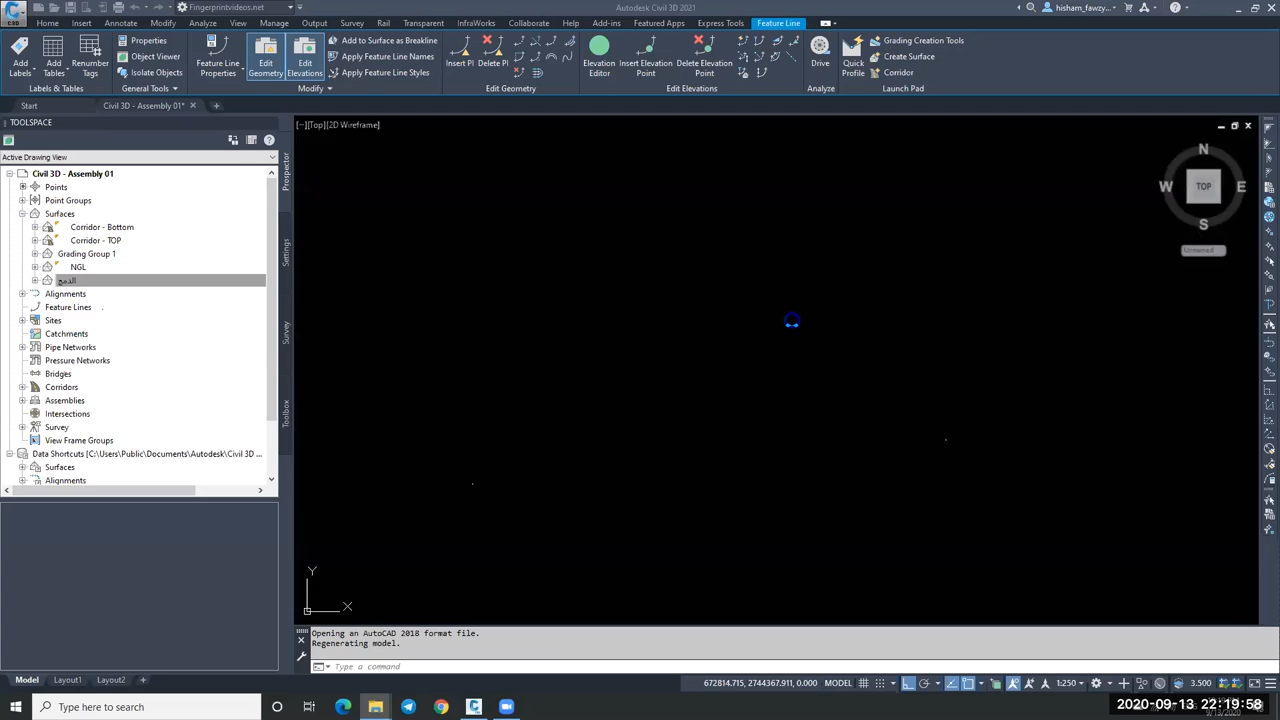 Fingerprintvideos.net
Autodesk Civil 3D 2021
hisham_fawzy...
C3D
Home Insert Annotate Modify Analyze View Manage Output Survey Rail Transparent InfraWorks Collaborate Help Add-ins Featured Apps Express Tools Feature Line
Add Labels
Add Tables
Renumber Tags
Properties
Object Viewer
Isolate Objects
Feature Line Properties
Edit Geometry
Edit Elevations
Add to Surface as Breakline
Apply Feature Line Names
Apply Feature Line Styles
Insert PI
Delete PI
Elevation Editor
Insert Elevation Point
Delete Elevation Point
Drive
Quick Profile
Grading Creation Tools
Create Surface
Corridor
Labels & Tables
General Tools
Modify
Edit Geometry
Edit Elevations
Analyze
Launch Pad
Start
Civil 3D - Assembly 01*
TOOLSPACE
Active Drawing View
Civil 3D - Assembly 01
Points
Point Groups
Surfaces
Corridor - Bottom
Corridor - TOP
Grading Group 1
NGL
الدمج
Alignments
Feature Lines
Sites
Catchments
Pipe Networks
Pressure Networks
Bridges
Corridors
Assemblies
Intersections
Survey
View Frame Groups
Data Shortcuts [C:\Users\Public\Documents\Autodesk\Civil 3D ...
Surfaces
Alignments
Prospector
Settings
Survey
Toolbox
[−][Top][2D Wireframe]
N
W TOP E
S
Unnamed
Y
X
Opening an AutoCAD 2018 format file.
Regenerating model.
Type a command
Model Layout1 Layout2
672814.715, 2744367.911, 0.000 MODEL 1:250 3.500
Type here to search
2020-09-13 22:19:58